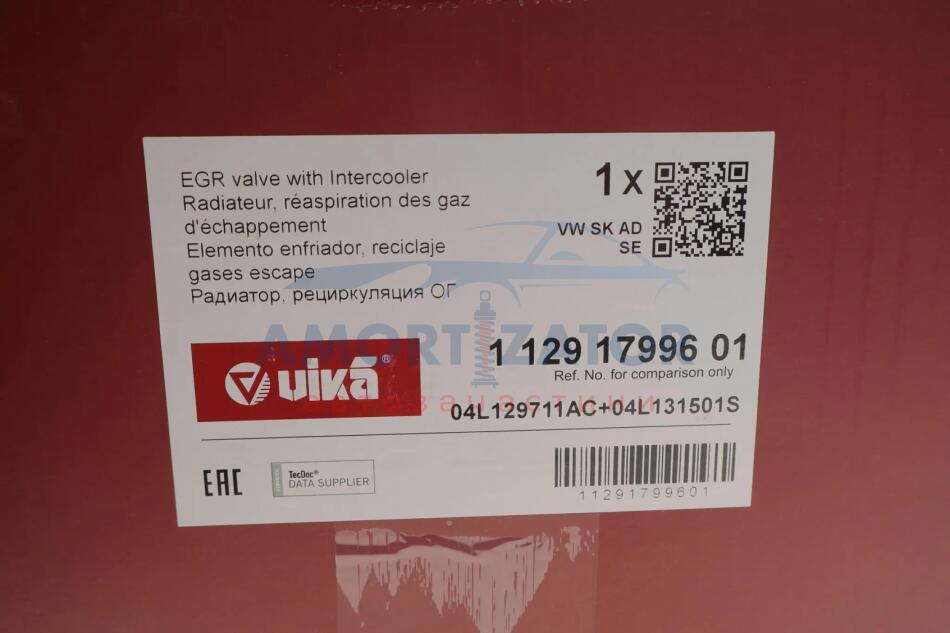 EGR valve with Intercooler
Radiateur, réaspiration des gaz
d'échappement
Elemento enfriador, reciclaje
gases escape
Радиатор, рециркуляция ОГ
1 x
VW SK AD
SE
AMORTIZATOR
автозапчастини
vika®
1 129 17996 01
Ref. No. for comparison only
04L129711AC+04L131501S
EAC
TecDoc®
DATA SUPPLIER
11291799601